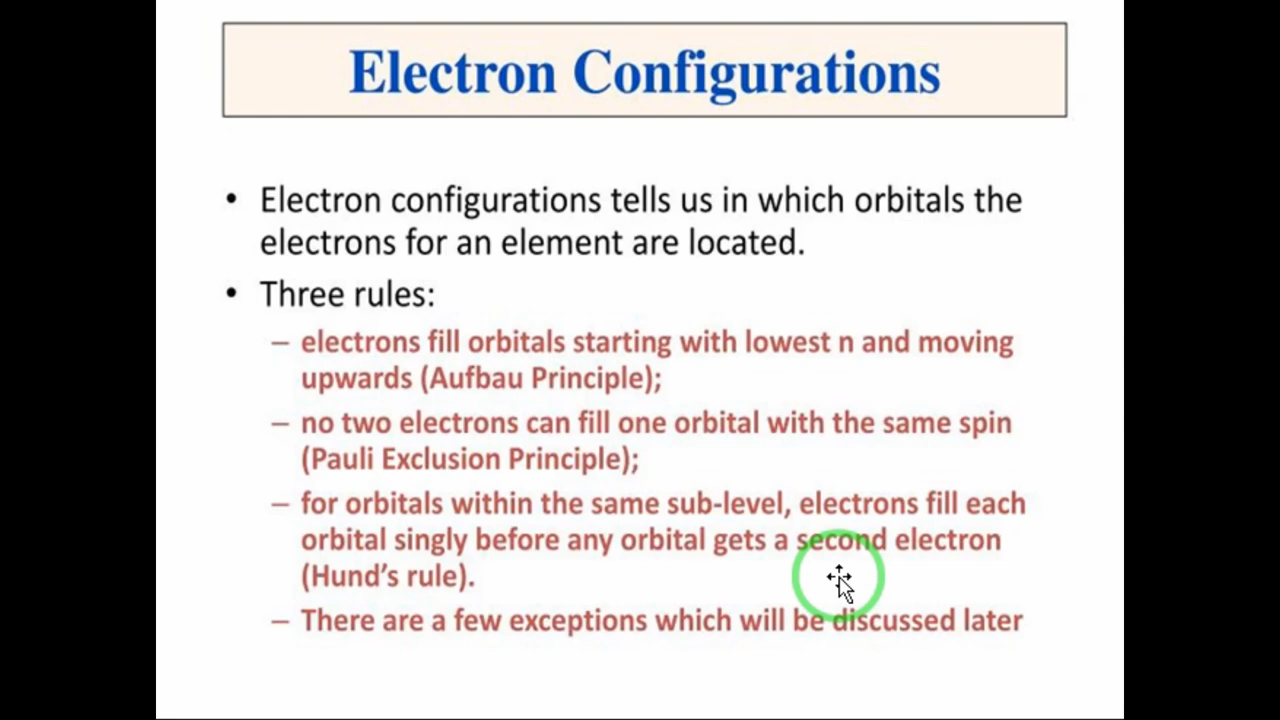 Electron Configurations
• Electron configurations tells us in which orbitals the
electrons for an element are located.
• Three rules:
– electrons fill orbitals starting with lowest n and moving
upwards (Aufbau Principle);
– no two electrons can fill one orbital with the same spin
(Pauli Exclusion Principle);
– for orbitals within the same sub-level, electrons fill each
orbital singly before any orbital gets a second electron
(Hund’s rule).
– There are a few exceptions which will be discussed later